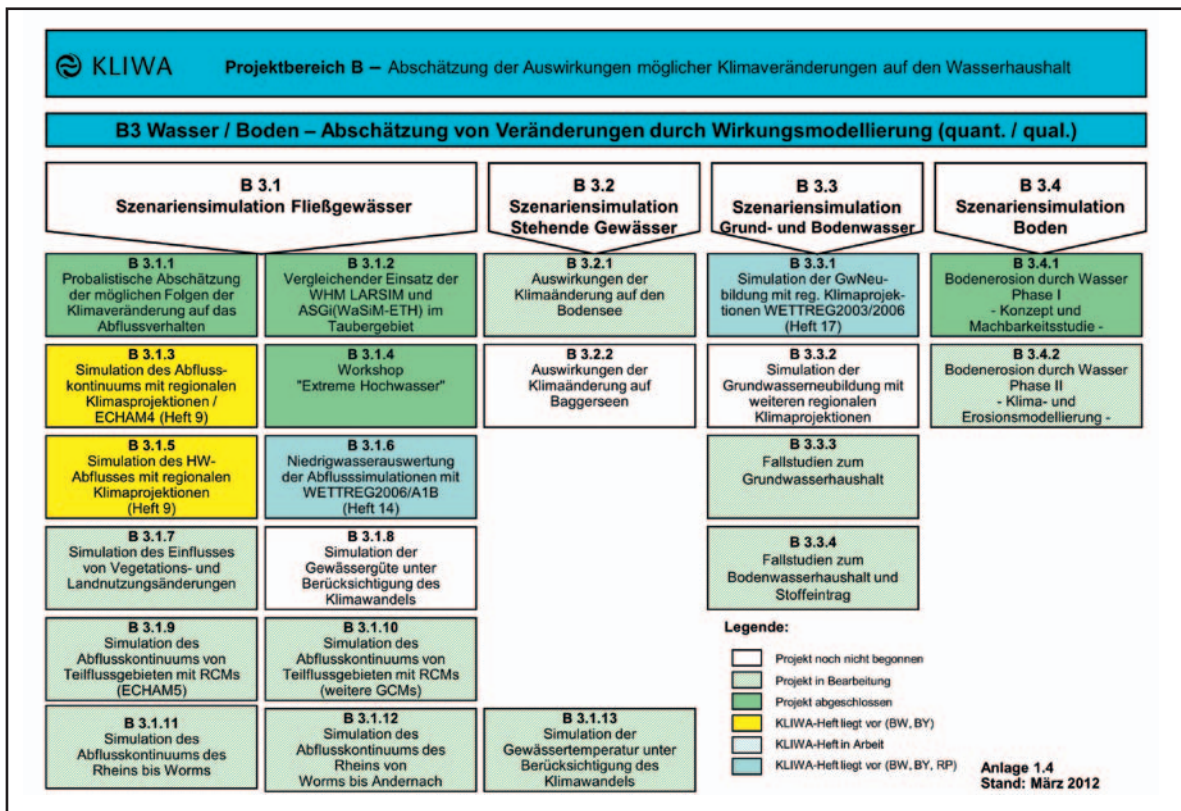 KLIWA
Projektbereich B – Abschätzung der Auswirkungen möglicher Klimaveränderungen auf den Wasserhaushalt
B3 Wasser / Boden – Abschätzung von Veränderungen durch Wirkungsmodellierung (quant. / qual.)
B 3.1
Szenariensimulation Fließgewässer
B 3.2
Szenariensimulation
Stehende Gewässer
B 3.3
Szenariensimulation
Grund- und Bodenwasser
B 3.4
Szenariensimulation
Boden
B 3.1.1
Probalistische Abschätzung
der möglichen Folgen der
Klimaveränderung auf das
Abflussverhalten
B 3.1.2
Vergleichender Einsatz der
WHM LARSIM und
ASGi(WaSiM-ETH) im
Taubergebiet
B 3.2.1
Auswirkungen der
Klimaänderung auf den
Bodensee
B 3.3.1
Simulation der GwNeu-
bildung mit reg. Klimaprojek-
tionen WETTREG2003/2006
(Heft 17)
B 3.4.1
Bodenerosion durch Wasser
Phase I
- Konzept und
Machbarkeitsstudie -
B 3.1.3
Simulation des Abfluss-
kontinuums mit regionalen
Klimasprojektionen /
ECHAM4 (Heft 9)
B 3.1.4
Workshop
"Extreme Hochwasser"
B 3.2.2
Auswirkungen der
Klimaänderung auf
Baggerseen
B 3.3.2
Simulation der
Grundwasserneubildung mit
weiteren regionalen
Klimaprojektionen
B 3.4.2
Bodenerosion durch Wasser
Phase II
- Klima- und
Erosionsmodellierung -
B 3.1.5
Simulation des HW-
Abflusses mit regionalen
Klimaprojektionen
(Heft 9)
B 3.1.6
Niedrigwasserauswertung
der Abflusssimulationen mit
WETTREG2006/A1B
(Heft 14)
B 3.3.3
Fallstudien zum
Grundwasserhaushalt
B 3.1.7
Simulation des Einflusses
von Vegetations- und
Landnutzungsänderungen
B 3.1.8
Simulation der
Gewässergüte unter
Berücksichtigung des
Klimawandels
B 3.3.4
Fallstudien zum
Bodenwasserhaushalt und
Stoffeintrag
B 3.1.9
Simulation des
Abflusskontinuums von
Teilflussgebieten mit RCMs
(ECHAM5)
B 3.1.10
Simulation des
Abflusskontinuums von
Teilflussgebieten mit RCMs
(weitere GCMs)
B 3.1.11
Simulation des
Abflusskontinuums des
Rheins bis Worms
B 3.1.12
Simulation des
Abflusskontinuums des
Rheins von
Worms bis Andernach
B 3.1.13
Simulation der
Gewässertemperatur unter
Berücksichtigung des
Klimawandels
Legende:
Projekt noch nicht begonnen
Projekt in Bearbeitung
Projekt abgeschlossen
KLIWA-Heft liegt vor (BW, BY)
KLIWA-Heft in Arbeit
KLIWA-Heft liegt vor (BW, BY, RP)
Anlage 1.4
Stand: März 2012